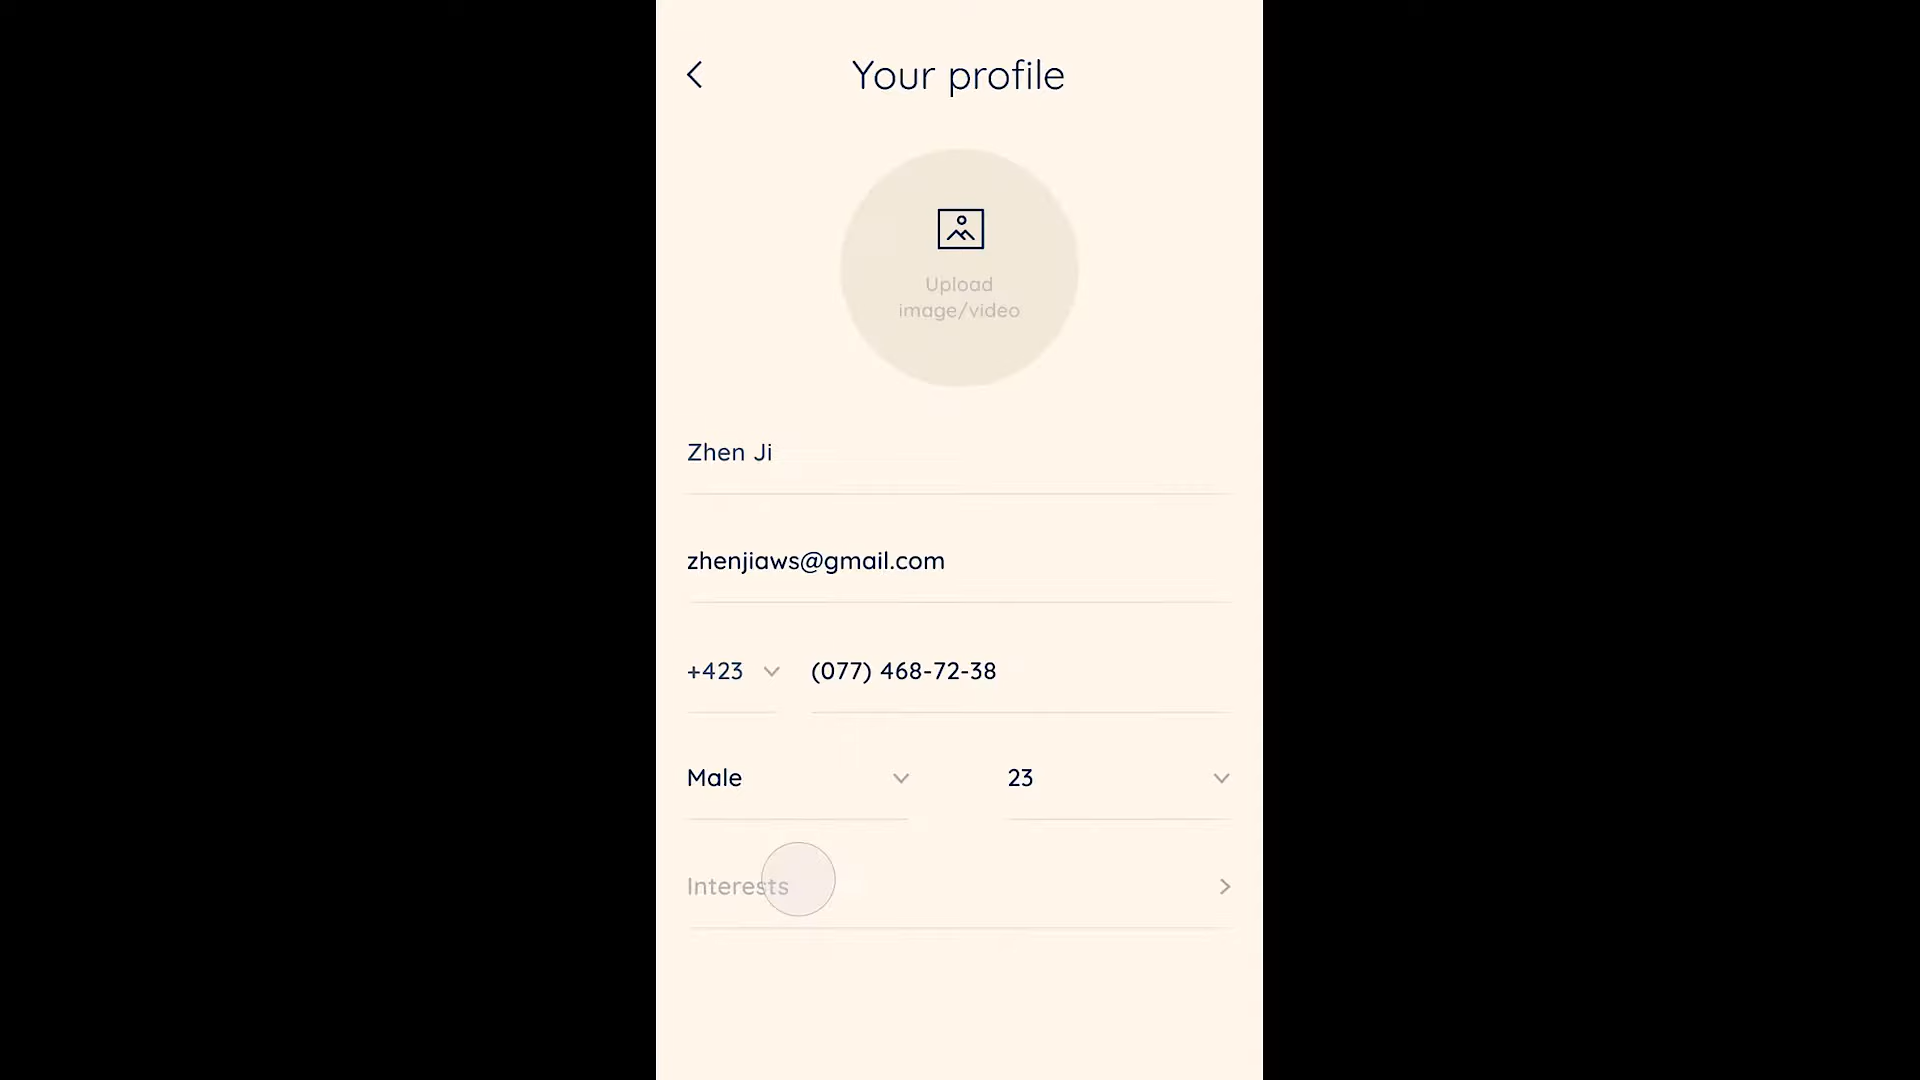 Your profile
Upload
image/video
Zhen Ji
zhenjiaws@gmail.com
+423 (077) 468-72-38
Male 23
Interests